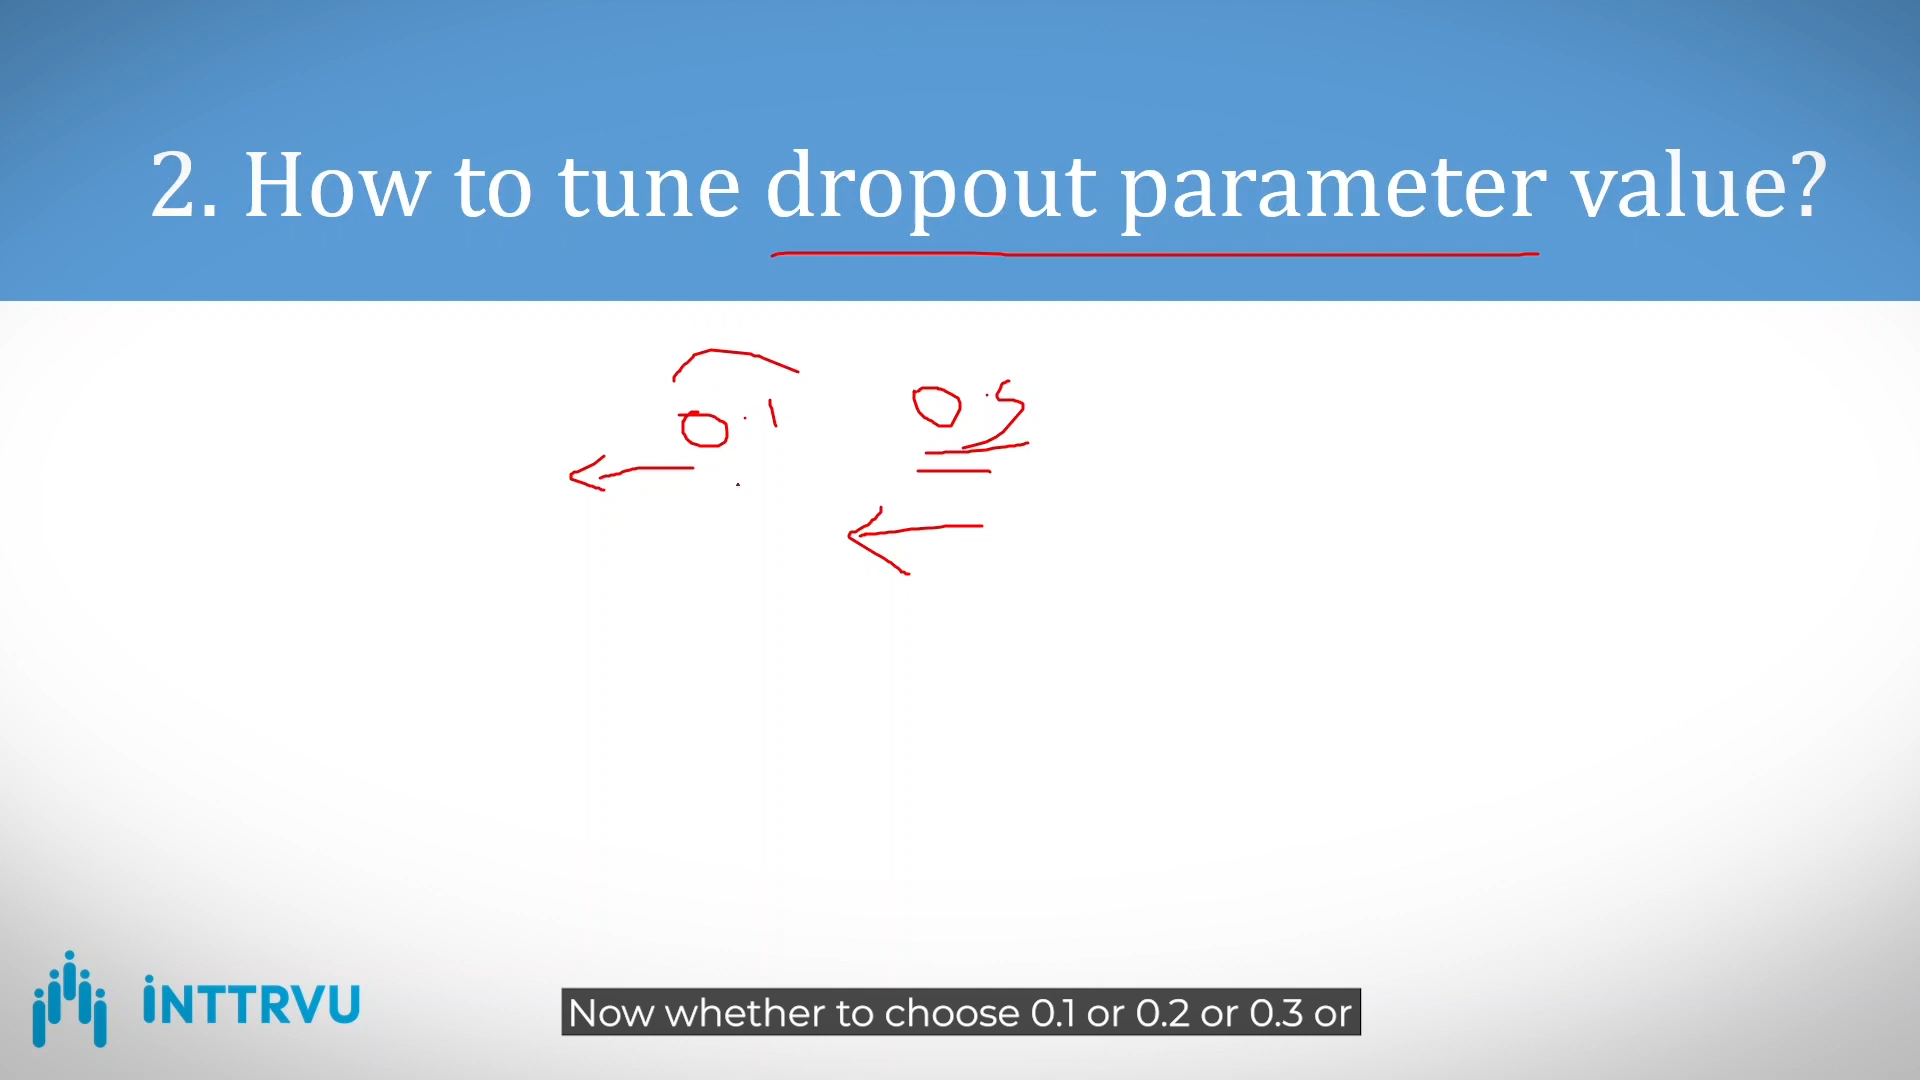 2. How to tune dropout parameter value?
0.1 0.5
iNTTRVU
Now whether to choose 0.1 or 0.2 or 0.3 or